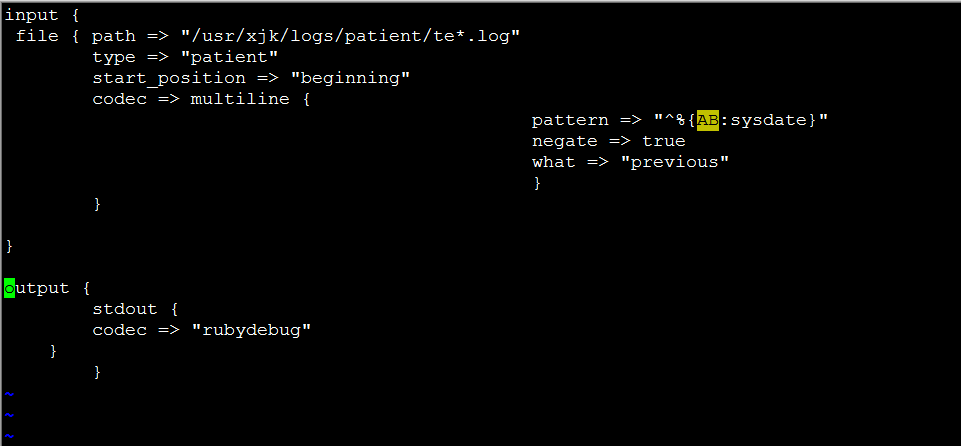 input {
 file { path => "/usr/xjk/logs/patient/te*.log"
        type => "patient"
        start_position => "beginning"
        codec => multiline {
                                                pattern => "^%{AB:sysdate}"
                                                negate => true
                                                what => "previous"
                                                }
        }

}

output {
        stdout {
        codec => "rubydebug"
    }
        }
~
~
~